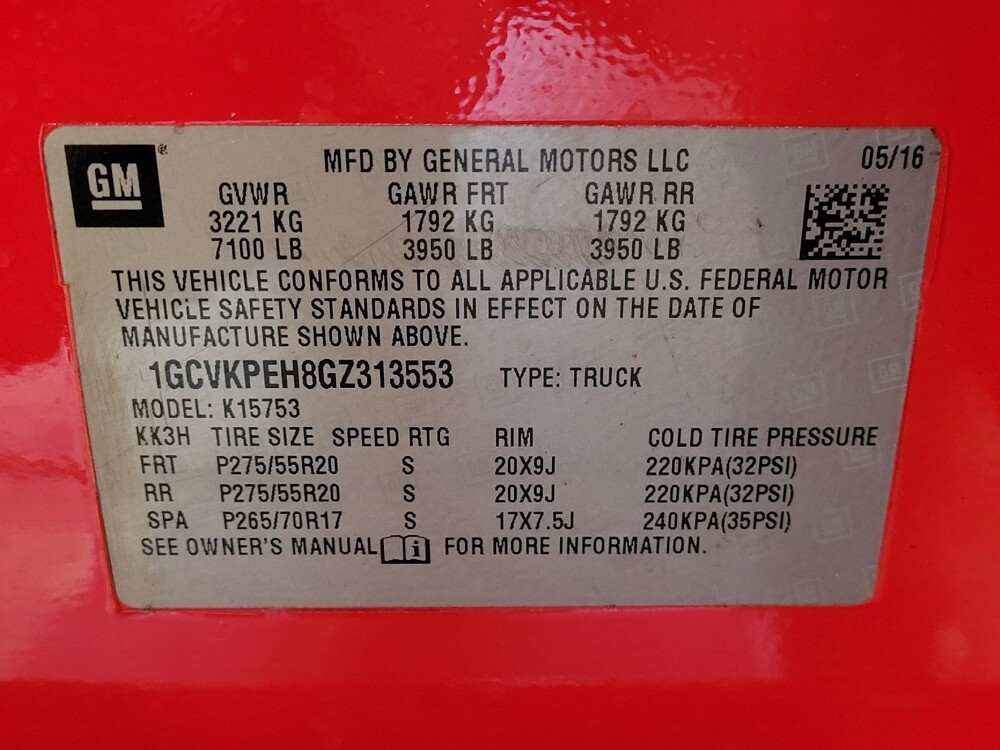 GM
MFD BY GENERAL MOTORS LLC 05/16
GVWR GAWR FRT GAWR RR
3221 KG 1792 KG 1792 KG
7100 LB 3950 LB 3950 LB
THIS VEHICLE CONFORMS TO ALL APPLICABLE U.S. FEDERAL MOTOR
VEHICLE SAFETY STANDARDS IN EFFECT ON THE DATE OF
MANUFACTURE SHOWN ABOVE.
1GCVKPEH8GZ313553 TYPE: TRUCK
MODEL: K15753
KK3H TIRE SIZE SPEED RTG RIM COLD TIRE PRESSURE
FRT P275/55R20 S 20X9J 220KPA(32PSI)
RR P275/55R20 S 20X9J 220KPA(32PSI)
SPA P265/70R17 S 17X7.5J 240KPA(35PSI)
SEE OWNER'S MANUAL i FOR MORE INFORMATION.